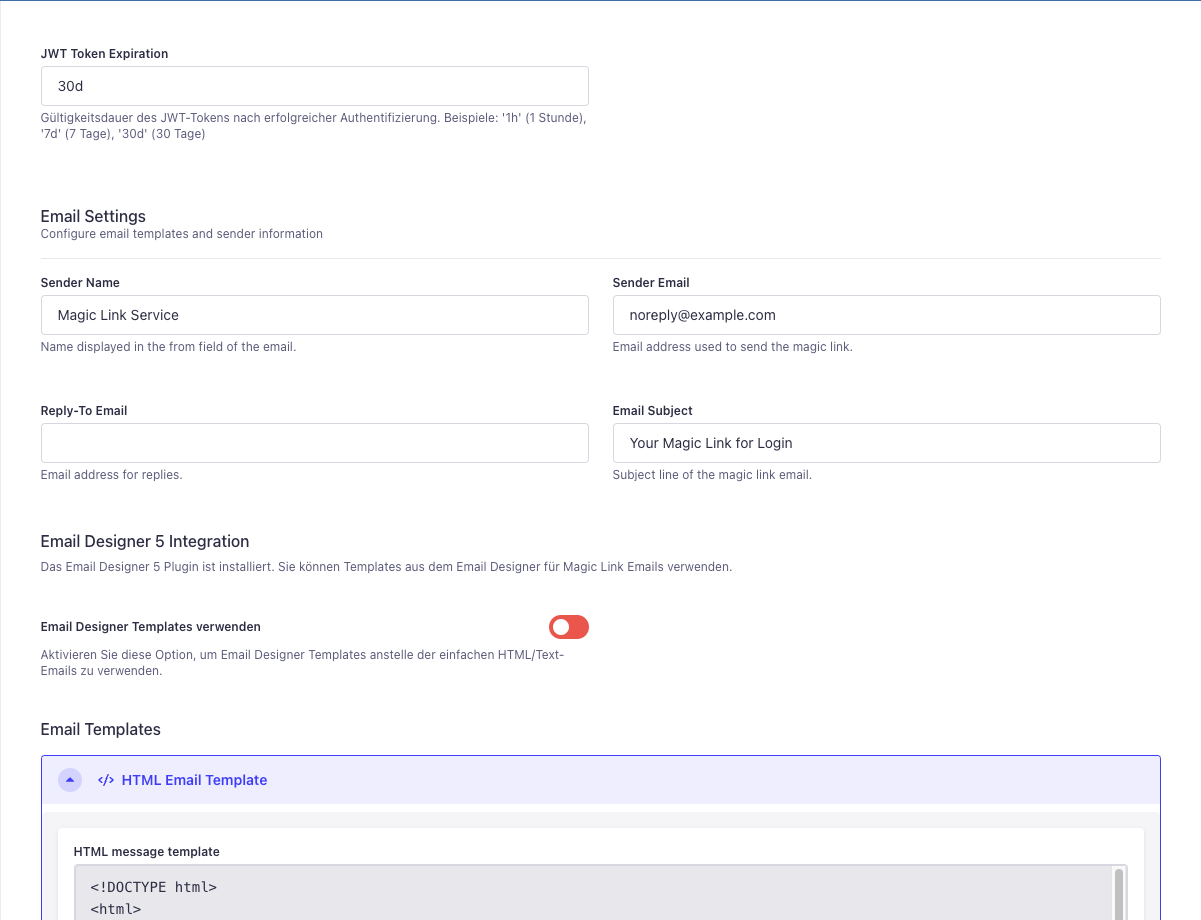 JWT Token Expiration
30d
Gültigkeitsdauer des JWT-Tokens nach erfolgreicher Authentifizierung. Beispiele: '1h' (1 Stunde),
'7d' (7 Tage), '30d' (30 Tage)
Email Settings
Configure email templates and sender information
Sender Name
Magic Link Service
Name displayed in the from field of the email.
Sender Email
noreply@example.com
Email address used to send the magic link.
Reply-To Email
Email address for replies.
Email Subject
Your Magic Link for Login
Subject line of the magic link email.
Email Designer 5 Integration
Das Email Designer 5 Plugin ist installiert. Sie können Templates aus dem Email Designer für Magic Link Emails verwenden.
Email Designer Templates verwenden
Aktivieren Sie diese Option, um Email Designer Templates anstelle der einfachen HTML/Text-
Emails zu verwenden.
Email Templates
</> HTML Email Template
HTML message template
<!DOCTYPE html>
<html>